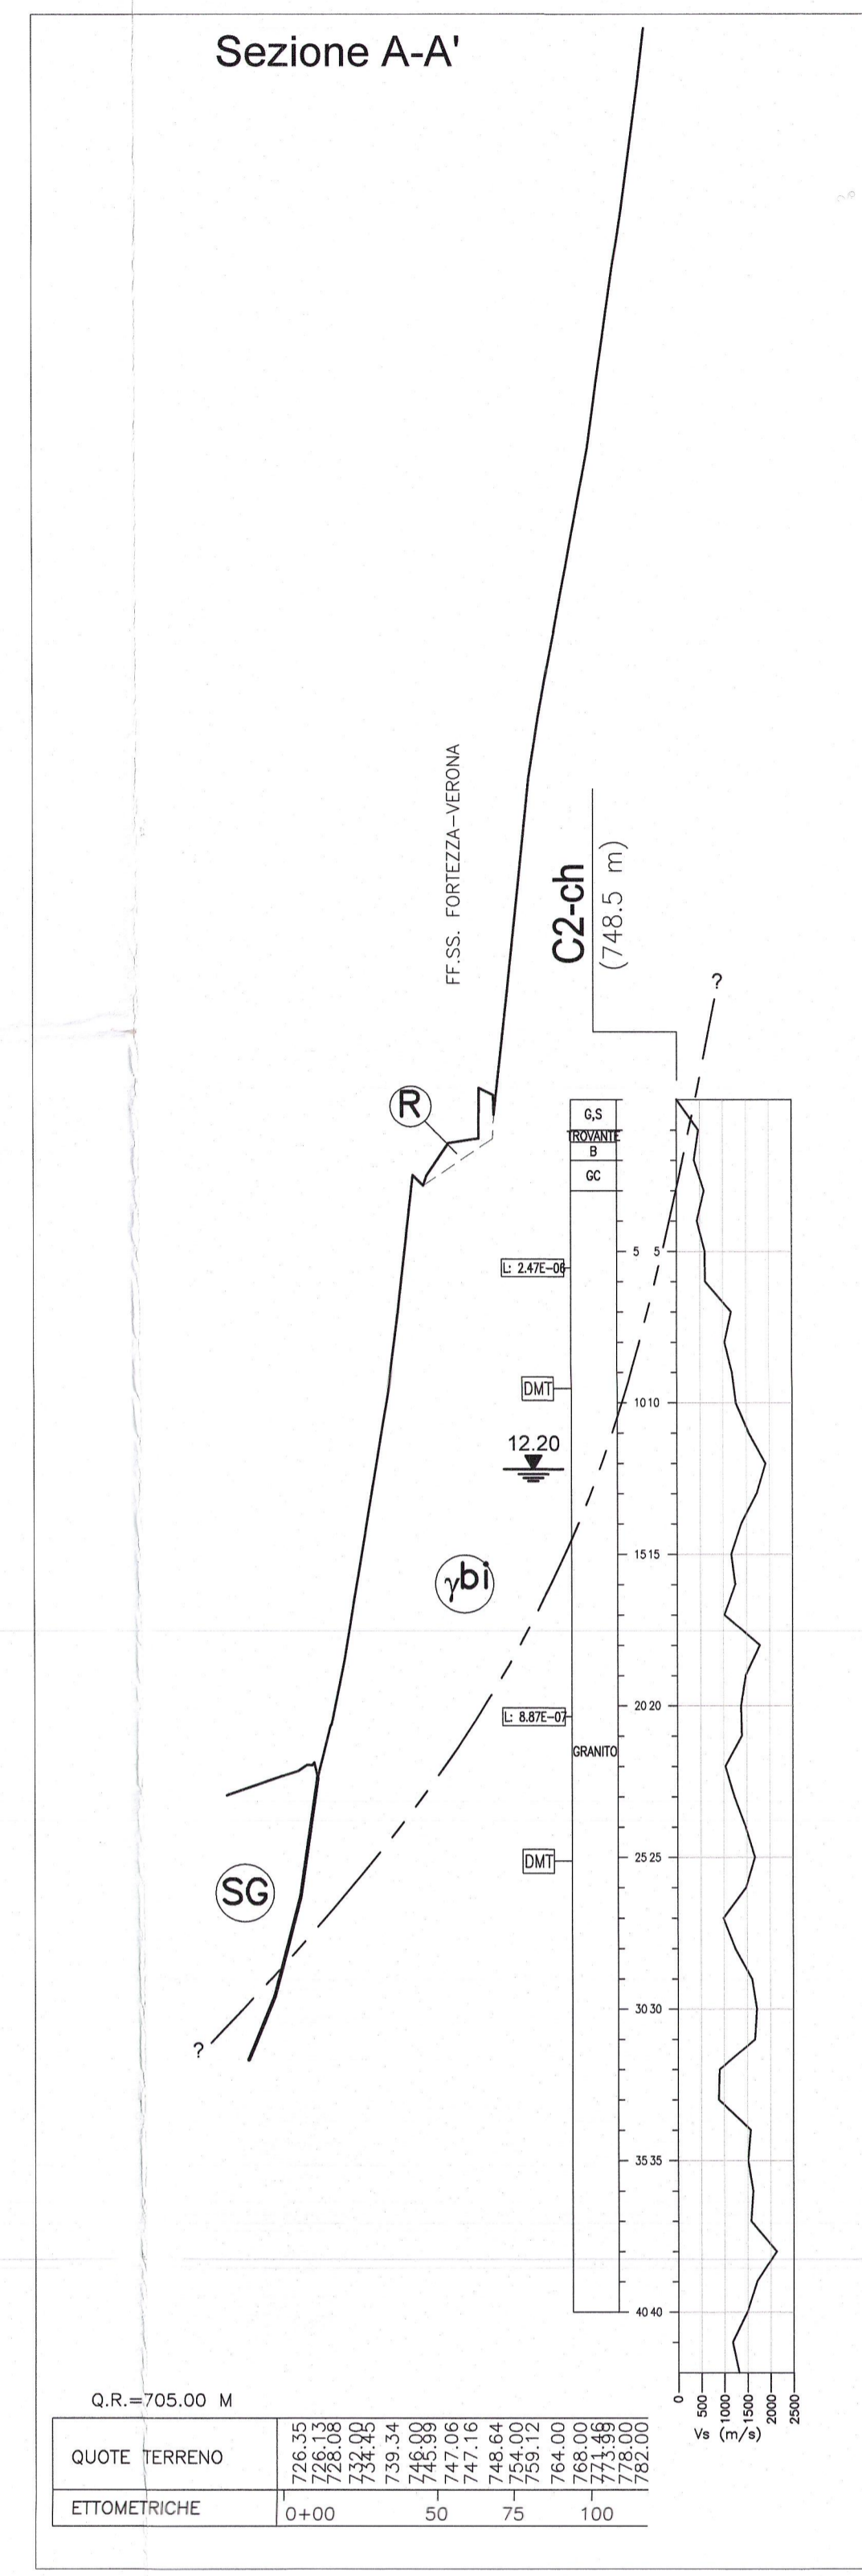 Sezione A-A'
FF.SS. FORTEZZA-VERONA
C2-ch
(748.5 m)
?
R
G,S
TROVANTE
B
GC
5 5
L: 2.47E-06
DMT
10 10
12.20
15 15
γbi
20 20
L: 8.87E-07
GRANITO
25 25
DMT
SG
30 30
?
35 35
40 40
0 500 1000 1500 2000 2500
Vs (m/s)
Q.R.=705.00 M
QUOTE TERRENO 726.35 726.13 728.08 732.00 734.45 739.34 746.00 745.99 747.06 747.16 748.64 754.00 759.12 764.00 768.00 771.46 773.99 778.00 782.00
ETTOMETRICHE 0+00 50 75 100